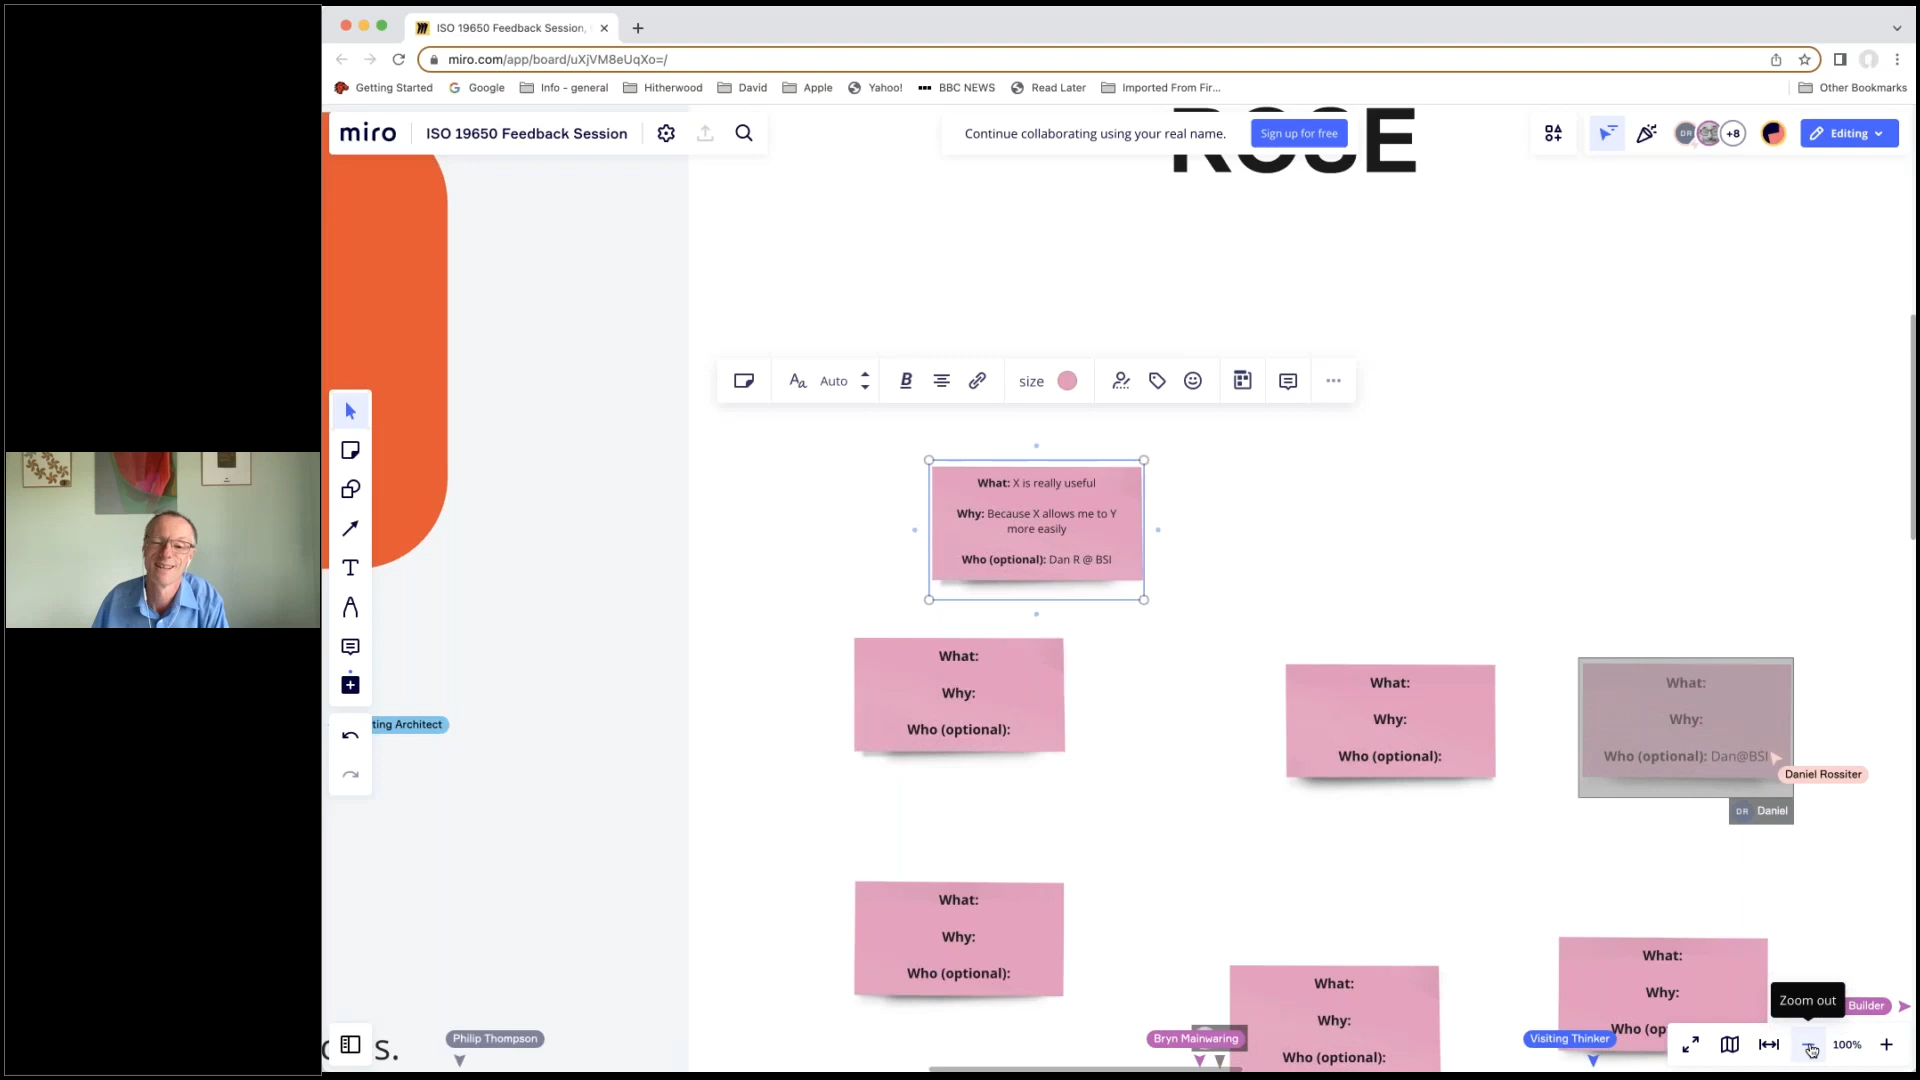 ISO 19650 Feedback Session,
miro.com/app/board/uXjVM8eUqXo=/
Getting Started
Google
Info - general
Hitherwood
David
Apple
Yahoo!
BBC NEWS
Read Later
Imported From Fir...
Other Bookmarks
miro
ISO 19650 Feedback Session
Continue collaborating using your real name.
Sign up for free
DR
+8
Editing
ROSE
Aa
Auto
B
size
What: X is really useful
Why: Because X allows me to Y
more easily
Who (optional): Dan R @ BSI
What:
Why:
Who (optional):
What:
Why:
Who (optional):
What:
Why:
Who (optional): Dan@BSI
Daniel Rossiter
DR Daniel
ting Architect
What:
Why:
Who (optional):
What:
Why:
Who (optional):
What:
Why:
Who (op
Zoom out
Builder
s.
Philip Thompson
Bryn Mainwaring
Visiting Thinker
100%